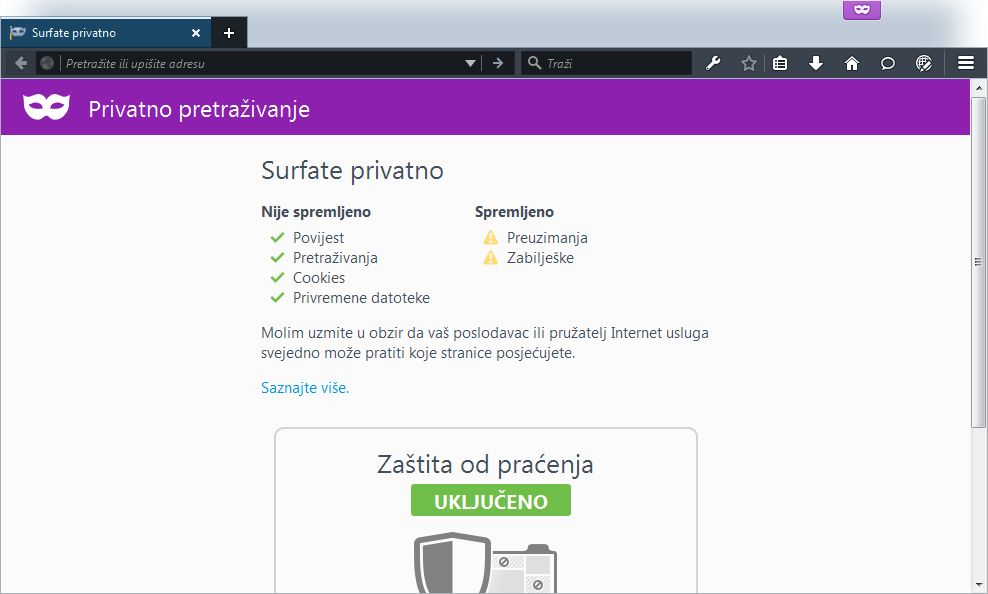 Surfate privatno
Pretražite ili upišite adresu
Traži
Privatno pretraživanje
Surfate privatno
Nije spremljeno
Povijest
Pretraživanja
Cookies
Privremene datoteke
Spremljeno
Preuzimanja
Zabilješke
Molim uzmite u obzir da vaš poslodavac ili pružatelj Internet usluga
svejedno može pratiti koje stranice posjećujete.
Saznajte više.
Zaštita od praćenja
UKLJUČENO